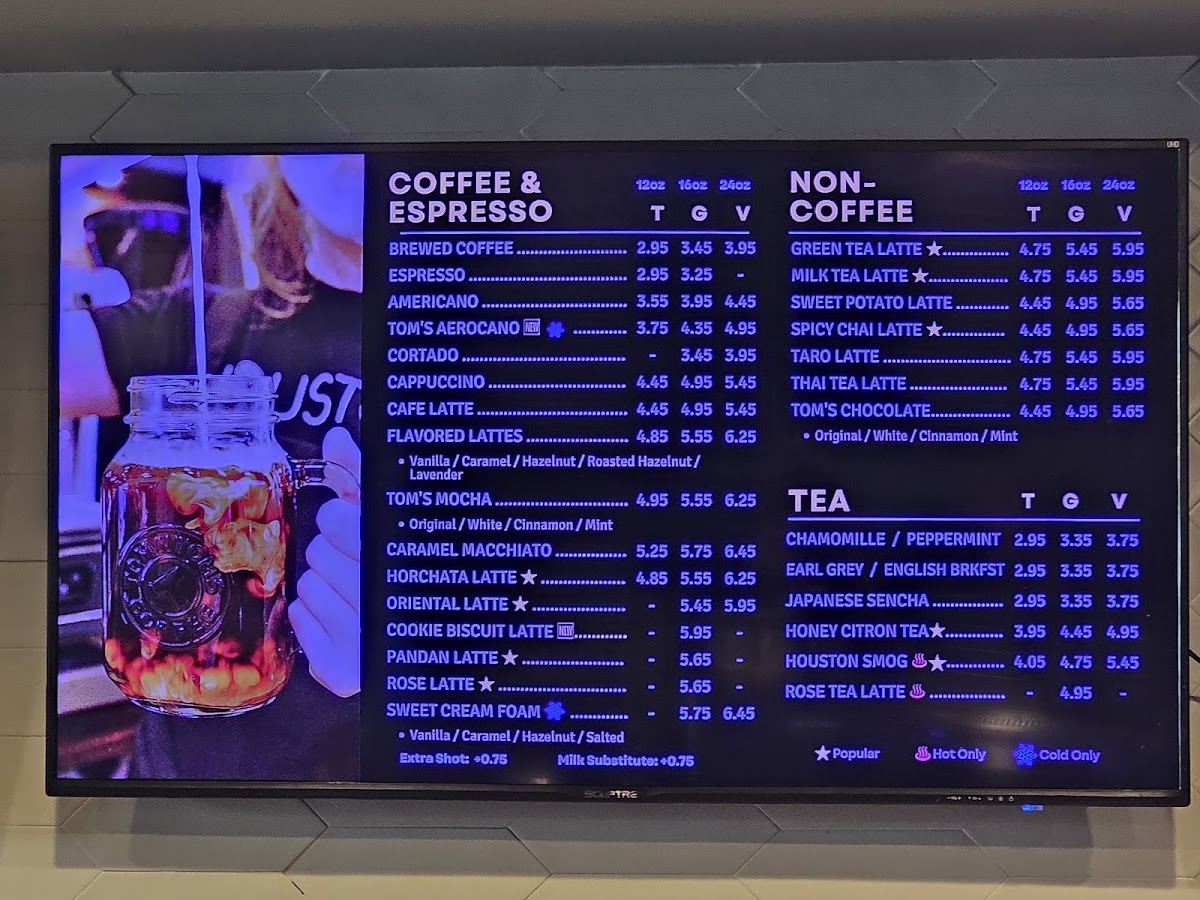 UHD
COFFEE &
ESPRESSO
12oz 16oz 24oz
T G V
BREWED COFFEE 2.95 3.45 3.95
ESPRESSO 2.95 3.25 -
AMERICANO 3.55 3.95 4.45
TOM'S AEROCANO NEW 3.75 4.35 4.95
CORTADO - 3.45 3.95
CAPPUCCINO 4.45 4.95 5.45
CAFE LATTE 4.45 4.95 5.45
FLAVORED LATTES 4.85 5.55 6.25
• Vanilla / Caramel / Hazelnut / Roasted Hazelnut /
Lavender
TOM'S MOCHA 4.95 5.55 6.25
• Original / White / Cinnamon / Mint
CARAMEL MACCHIATO 5.25 5.75 6.45
HORCHATA LATTE ★ 4.85 5.55 6.25
ORIENTAL LATTE ★ - 5.45 5.95
COOKIE BISCUIT LATTE NEW - 5.95 -
PANDAN LATTE ★ - 5.65 -
ROSE LATTE ★ - 5.65 -
SWEET CREAM FOAM - 5.75 6.45
• Vanilla / Caramel / Hazelnut / Salted
Extra Shot: +0.75 Milk Substitute: +0.75
NON-
COFFEE
12oz 16oz 24oz
T G V
GREEN TEA LATTE ★ 4.75 5.45 5.95
MILK TEA LATTE ★ 4.75 5.45 5.95
SWEET POTATO LATTE 4.45 4.95 5.65
SPICY CHAI LATTE ★ 4.45 4.95 5.65
TARO LATTE 4.75 5.45 5.95
THAI TEA LATTE 4.75 5.45 5.95
TOM'S CHOCOLATE 4.45 4.95 5.65
• Original / White / Cinnamon / Mint
TEA T G V
CHAMOMILLE / PEPPERMINT 2.95 3.35 3.75
EARL GREY / ENGLISH BRKFST 2.95 3.35 3.75
JAPANESE SENCHA 2.95 3.35 3.75
HONEY CITRON TEA ★ 3.95 4.45 4.95
HOUSTON SMOG ♨ ★ 4.05 4.75 5.45
ROSE TEA LATTE ♨ - 4.95 -
★ Popular ♨ Hot Only ❄ Cold Only
SCEPTRE